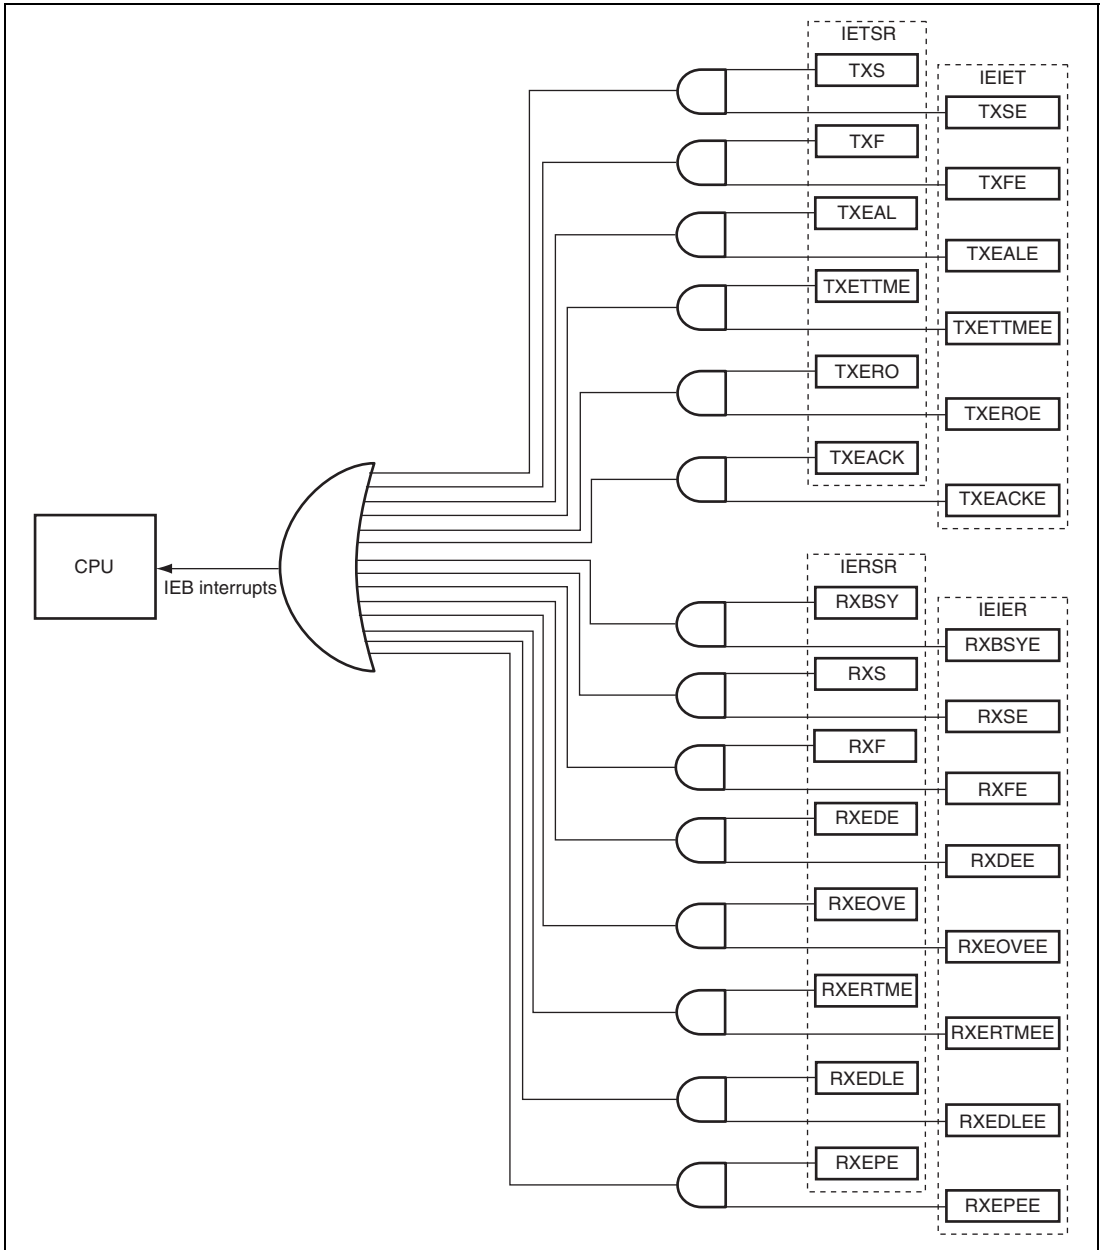 IETSR
TXS
IEIET
TXSE
TXF
TXFE
TXEAL
TXEALE
TXETTME
TXETTMEE
TXERO
TXEROE
TXEACK
TXEACKE
CPU
IEB interrupts
IERSR
RXBSY
IEIER
RXBSYE
RXS
RXSE
RXF
RXFE
RXEDE
RXDEE
RXEOVE
RXEOVEE
RXERTME
RXERTMEE
RXEDLE
RXEDLEE
RXEPE
RXEPEE